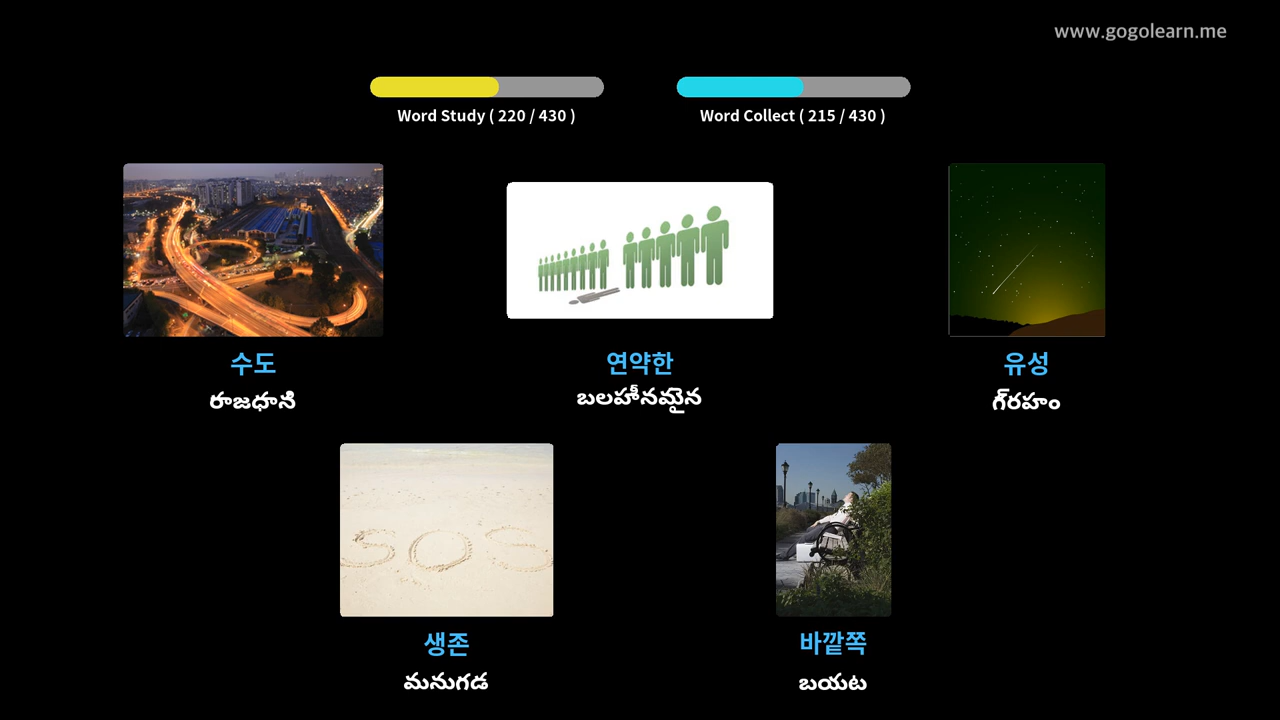 www.gogolearn.me
Word Study ( 220 / 430 )
Word Collect ( 215 / 430 )
수도
రాజధాని
연약한
బలహీనమైన
유성
గ్రహం
SOS
생존
మనుగడ
바깥쪽
బయట